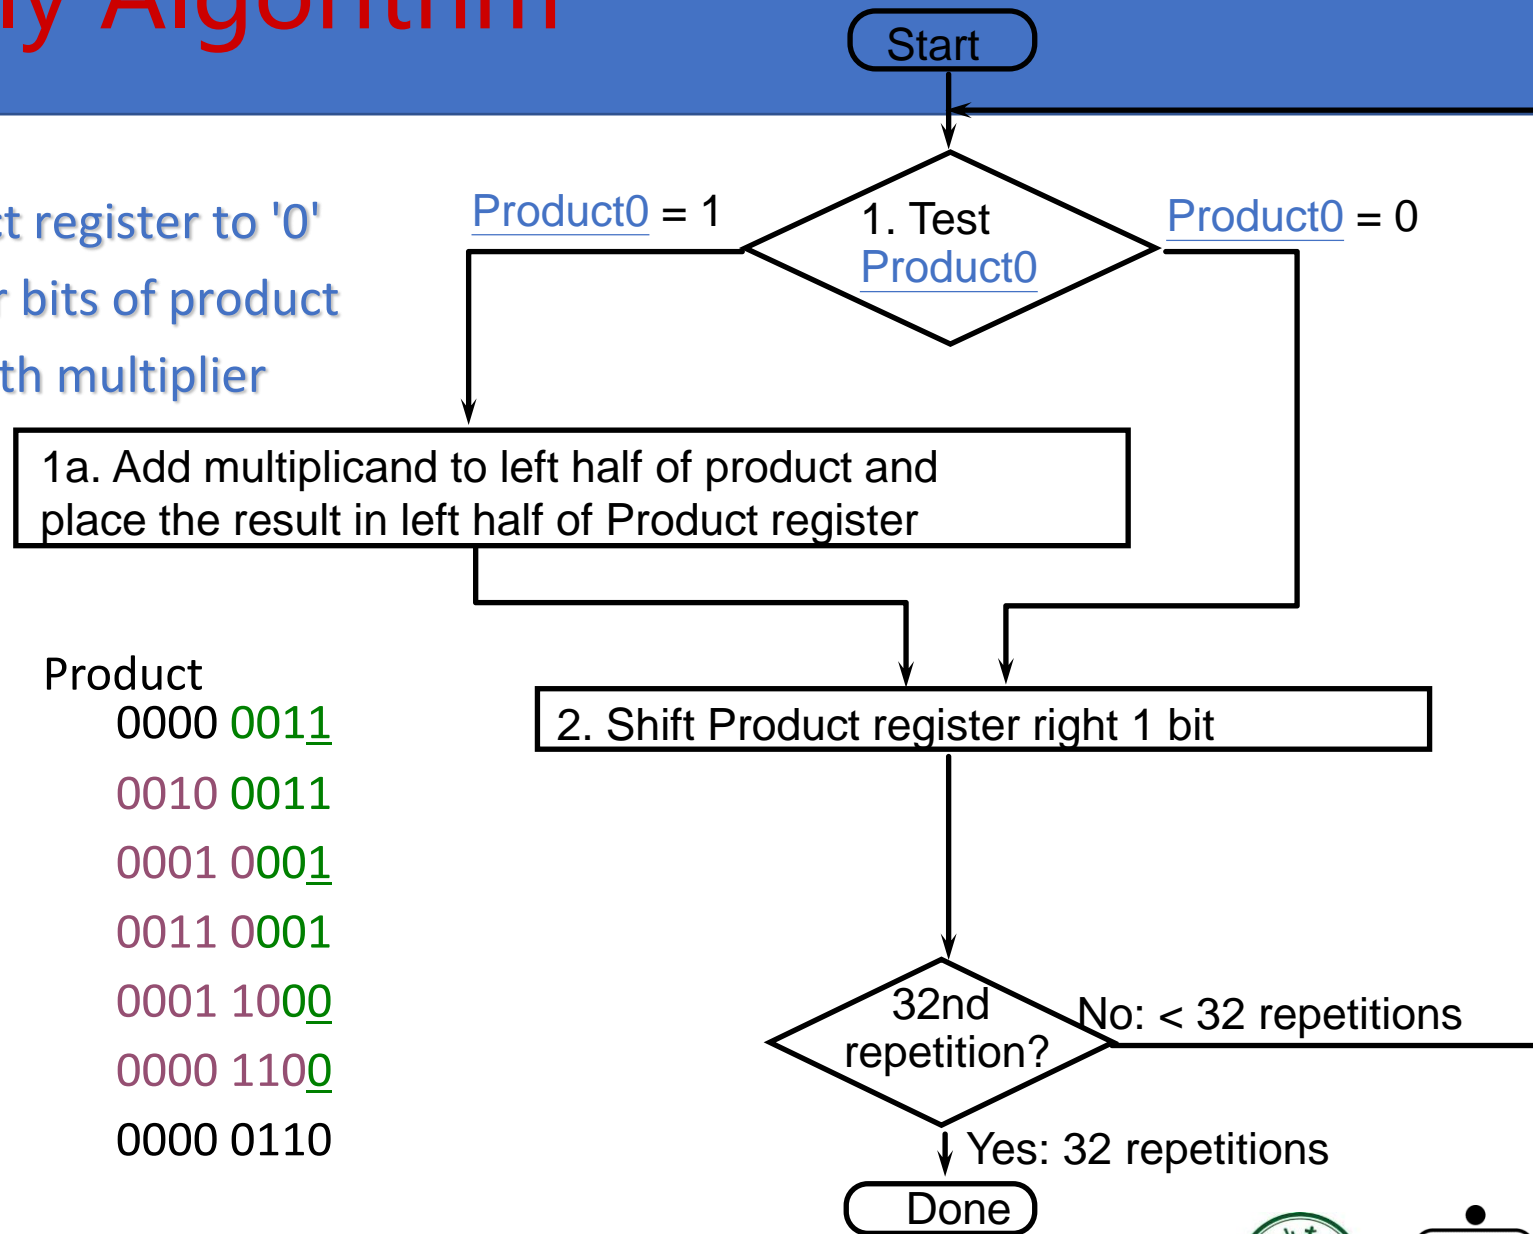 ly Algorithm
Start
ct register to '0'
r bits of product
th multiplier
Product0 = 1
1. Test
Product0
Product0 = 0
1a. Add multiplicand to left half of product and
place the result in left half of Product register
Product
0000 0011
0010 0011
0001 0001
0011 0001
0001 1000
0000 1100
0000 0110
2. Shift Product register right 1 bit
32nd
repetition?
No: < 32 repetitions
Yes: 32 repetitions
Done